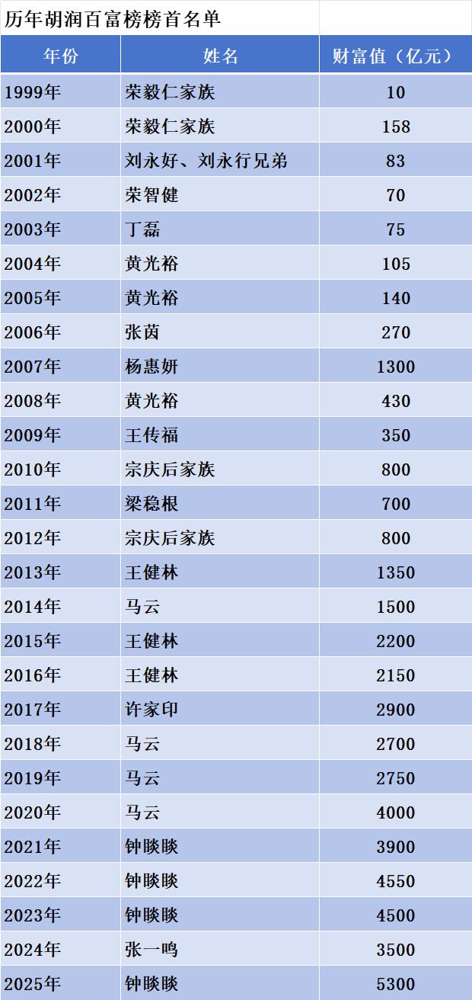 历年胡润百富榜榜首名单
年份 姓名 财富值（亿元）
1999年 荣毅仁家族 10
2000年 荣毅仁家族 158
2001年 刘永好、刘永行兄弟 83
2002年 荣智健 70
2003年 丁磊 75
2004年 黄光裕 105
2005年 黄光裕 140
2006年 张茵 270
2007年 杨惠妍 1300
2008年 黄光裕 430
2009年 王传福 350
2010年 宗庆后家族 800
2011年 梁稳根 700
2012年 宗庆后家族 800
2013年 王健林 1350
2014年 马云 1500
2015年 王健林 2200
2016年 王健林 2150
2017年 许家印 2900
2018年 马云 2700
2019年 马云 2750
2020年 马云 4000
2021年 钟睒睒 3900
2022年 钟睒睒 4550
2023年 钟睒睒 4500
2024年 张一鸣 3500
2025年 钟睒睒 5300